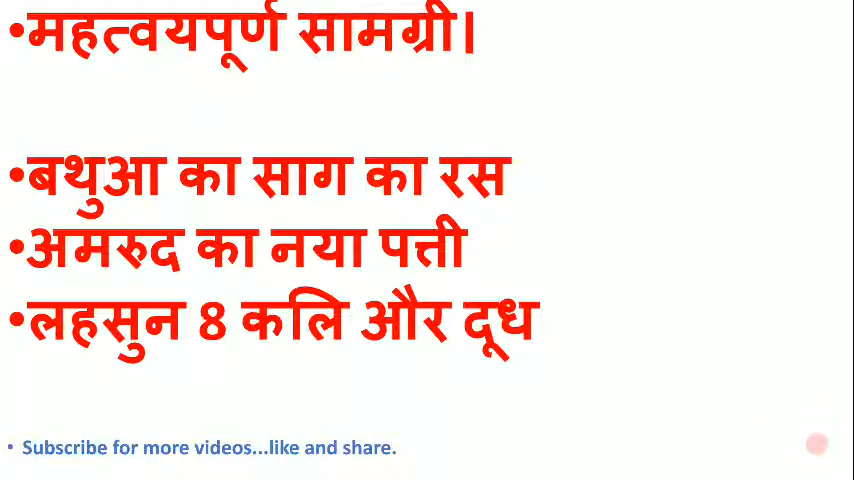 •महत्वयपूर्ण सामग्री।
•बथुआ का साग का रस
•अमरुद का नया पत्ती
•लहसुन 8 कलि और दूध
• Subscribe for more videos...like and share.